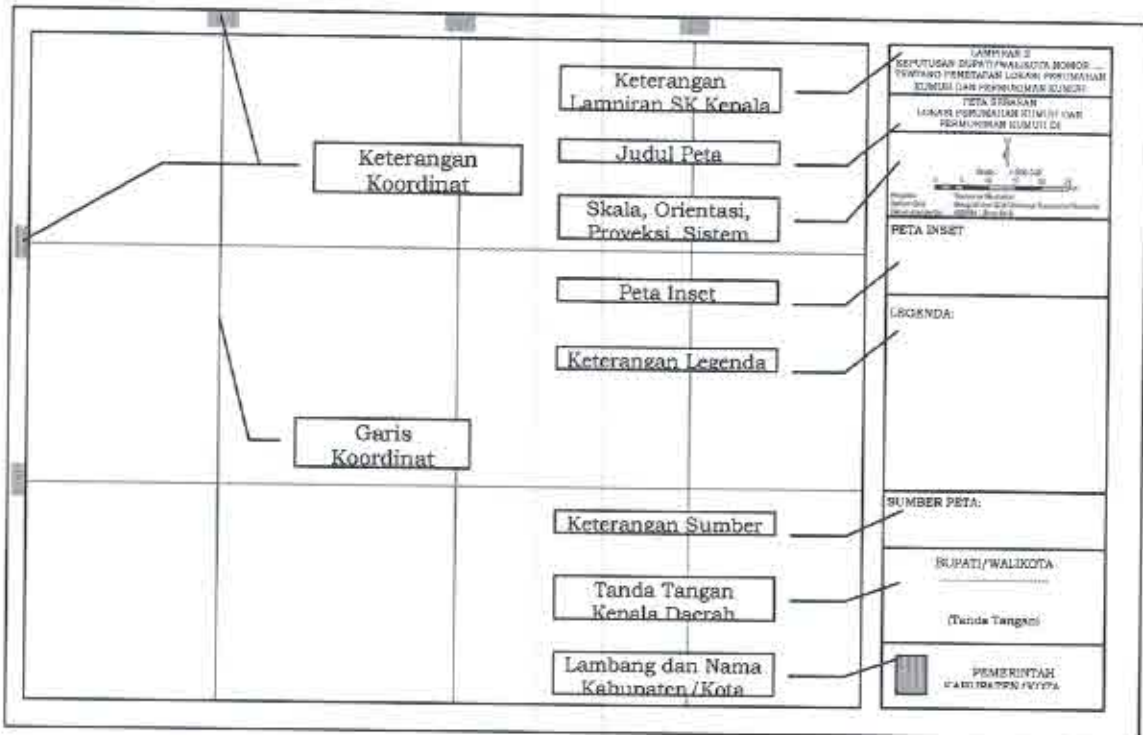 Keterangan
Lampiran SK Kepala
Judul Peta
Keterangan
Koordinat
Skala, Orientasi,
Proyeksi, Sistem
Peta Inset
Keterangan Legenda
Garis
Koordinat
Keterangan Sumber
Tanda Tangan
Kepala Daerah
Lambang dan Nama
Kabupaten/Kota
LAMPIRAN
KEPUTUSAN BUPATI/WALIKOTA NOMOR ....
TENTANG PENETAPAN LOKASI PERUMAHAN
KUMUH DAN PERMUKIMAN KUMUH
PETA SEBARAN
LOKASI PERUMAHAN KUMUH DAN
PERMUKIMAN KUMUH DI
PETA INSET
LEGENDA:
SUMBER PETA:
BUPATI/WALIKOTA
(Tanda Tangan)
PEMERINTAH
KABUPATEN/KOTA